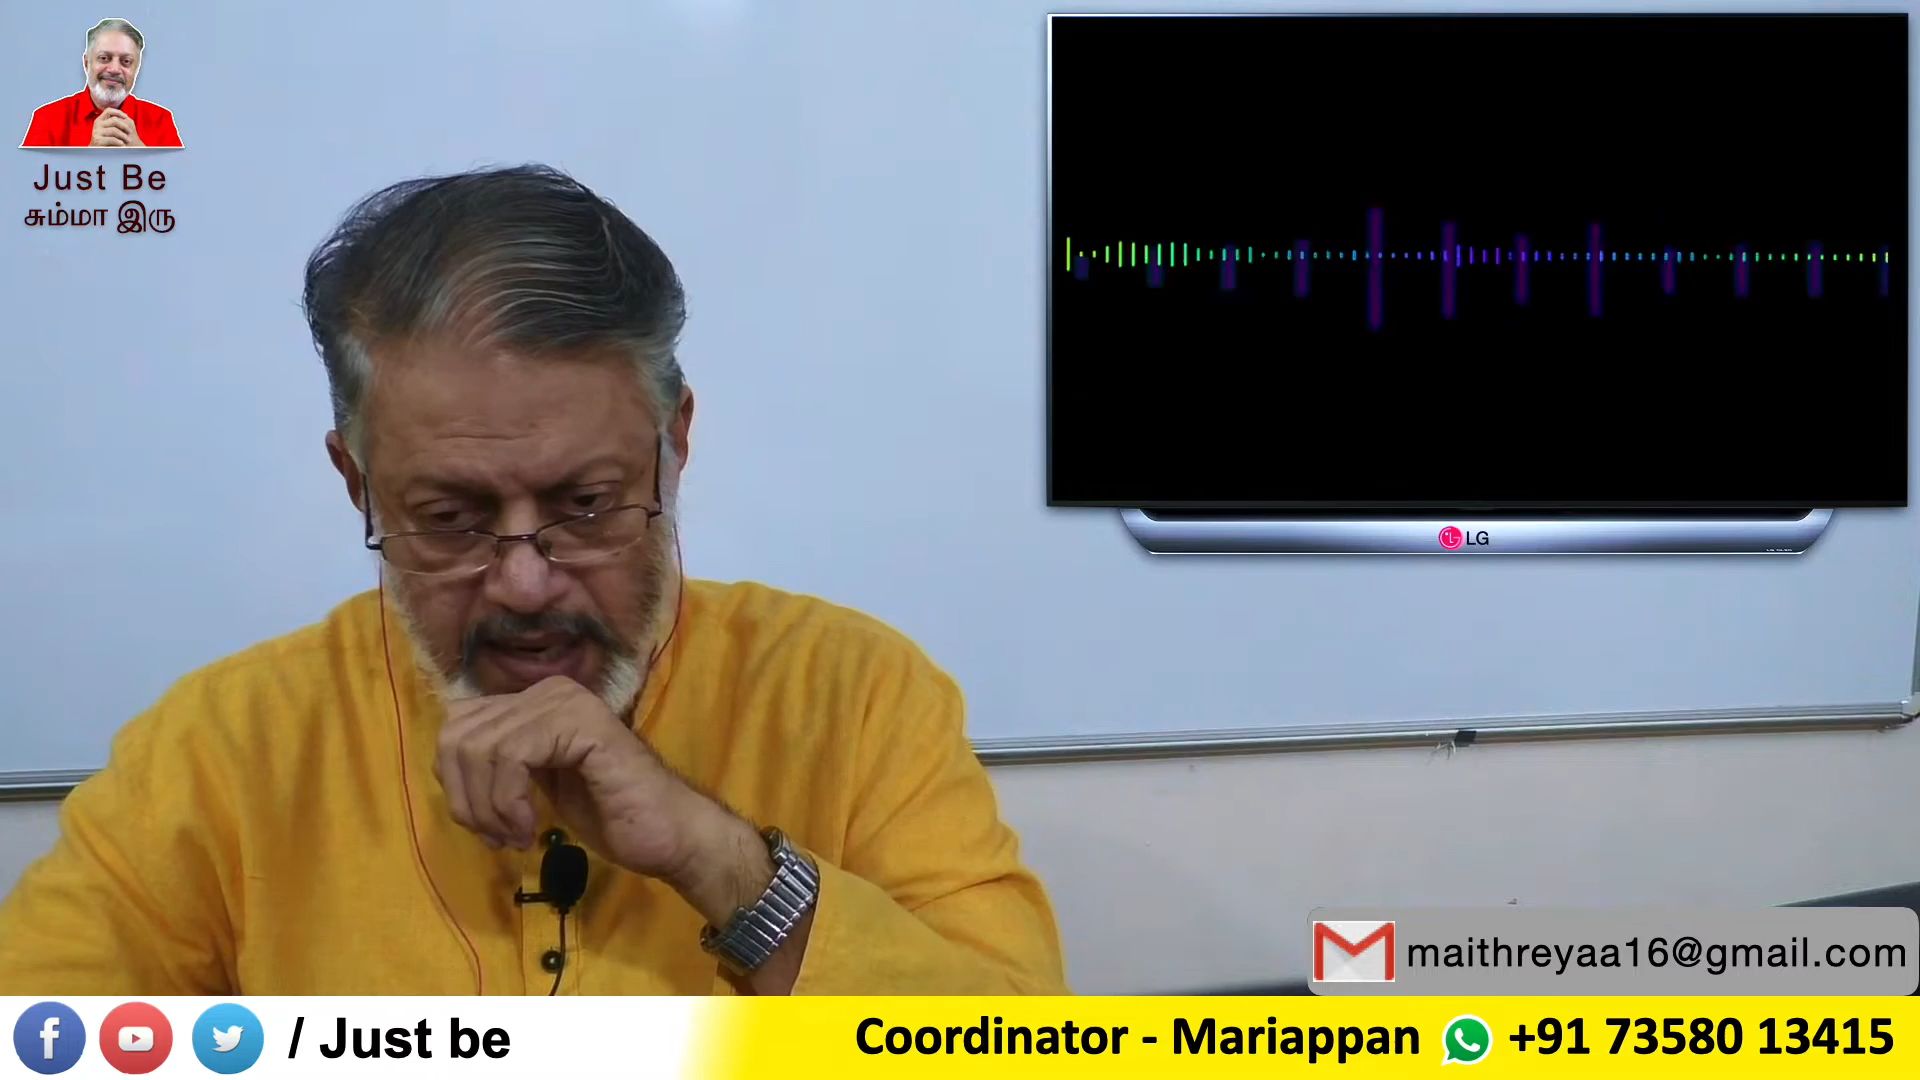 Just Be
சும்மா இரு
LG
maithreyaa16@gmail.com
/ Just be
Coordinator - Mariappan +91 73580 13415